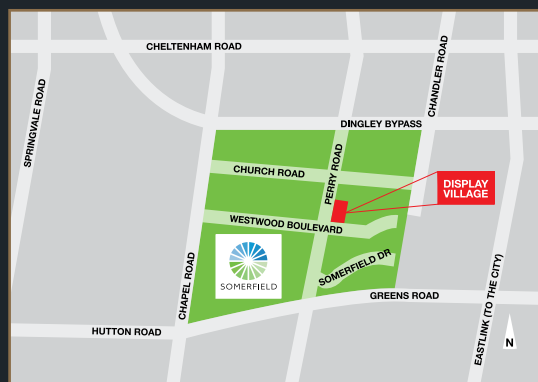 CHELTENHAM ROAD
CHANDLER ROAD
SPRINGVALE ROAD
DINGLEY BYPASS
PERRY ROAD
CHURCH ROAD
DISPLAY
VILLAGE
WESTWOOD BOULEVARD
SOMERFIELD
SOMERFIELD DR
CHAPEL ROAD
GREENS ROAD
EASTLINK (TO THE CITY)
HUTTON ROAD
N